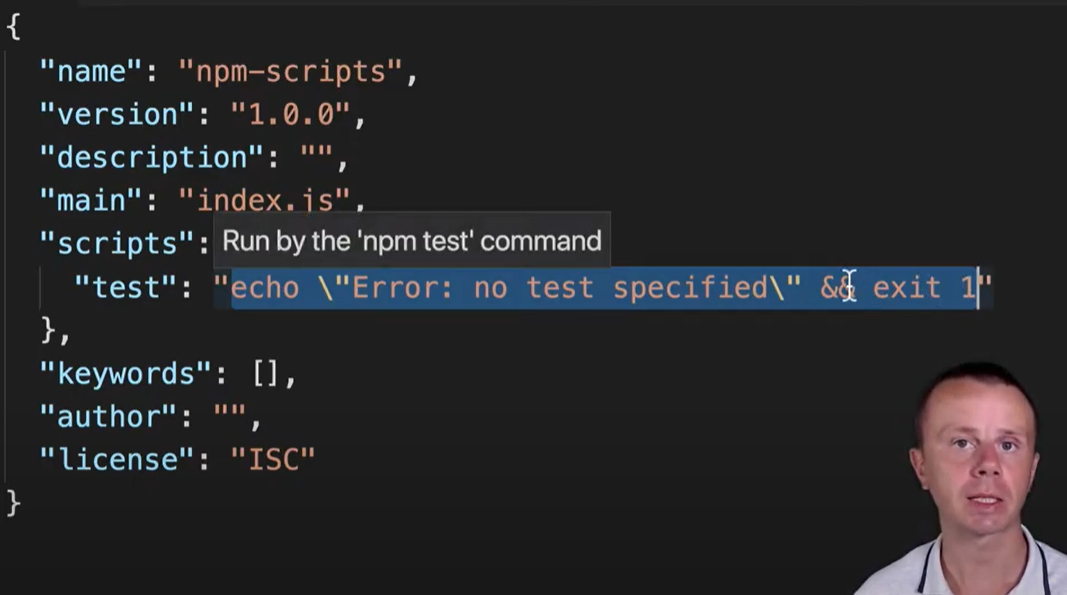 {
"name": "npm-scripts",
"version": "1.0.0",
"description": "",
"main": "index.js",
"scripts":
Run by the 'npm test' command
"test": "echo \"Error: no test specified\" && exit 1"
},
"keywords": [],
"author": "",
"license": "ISC"
}